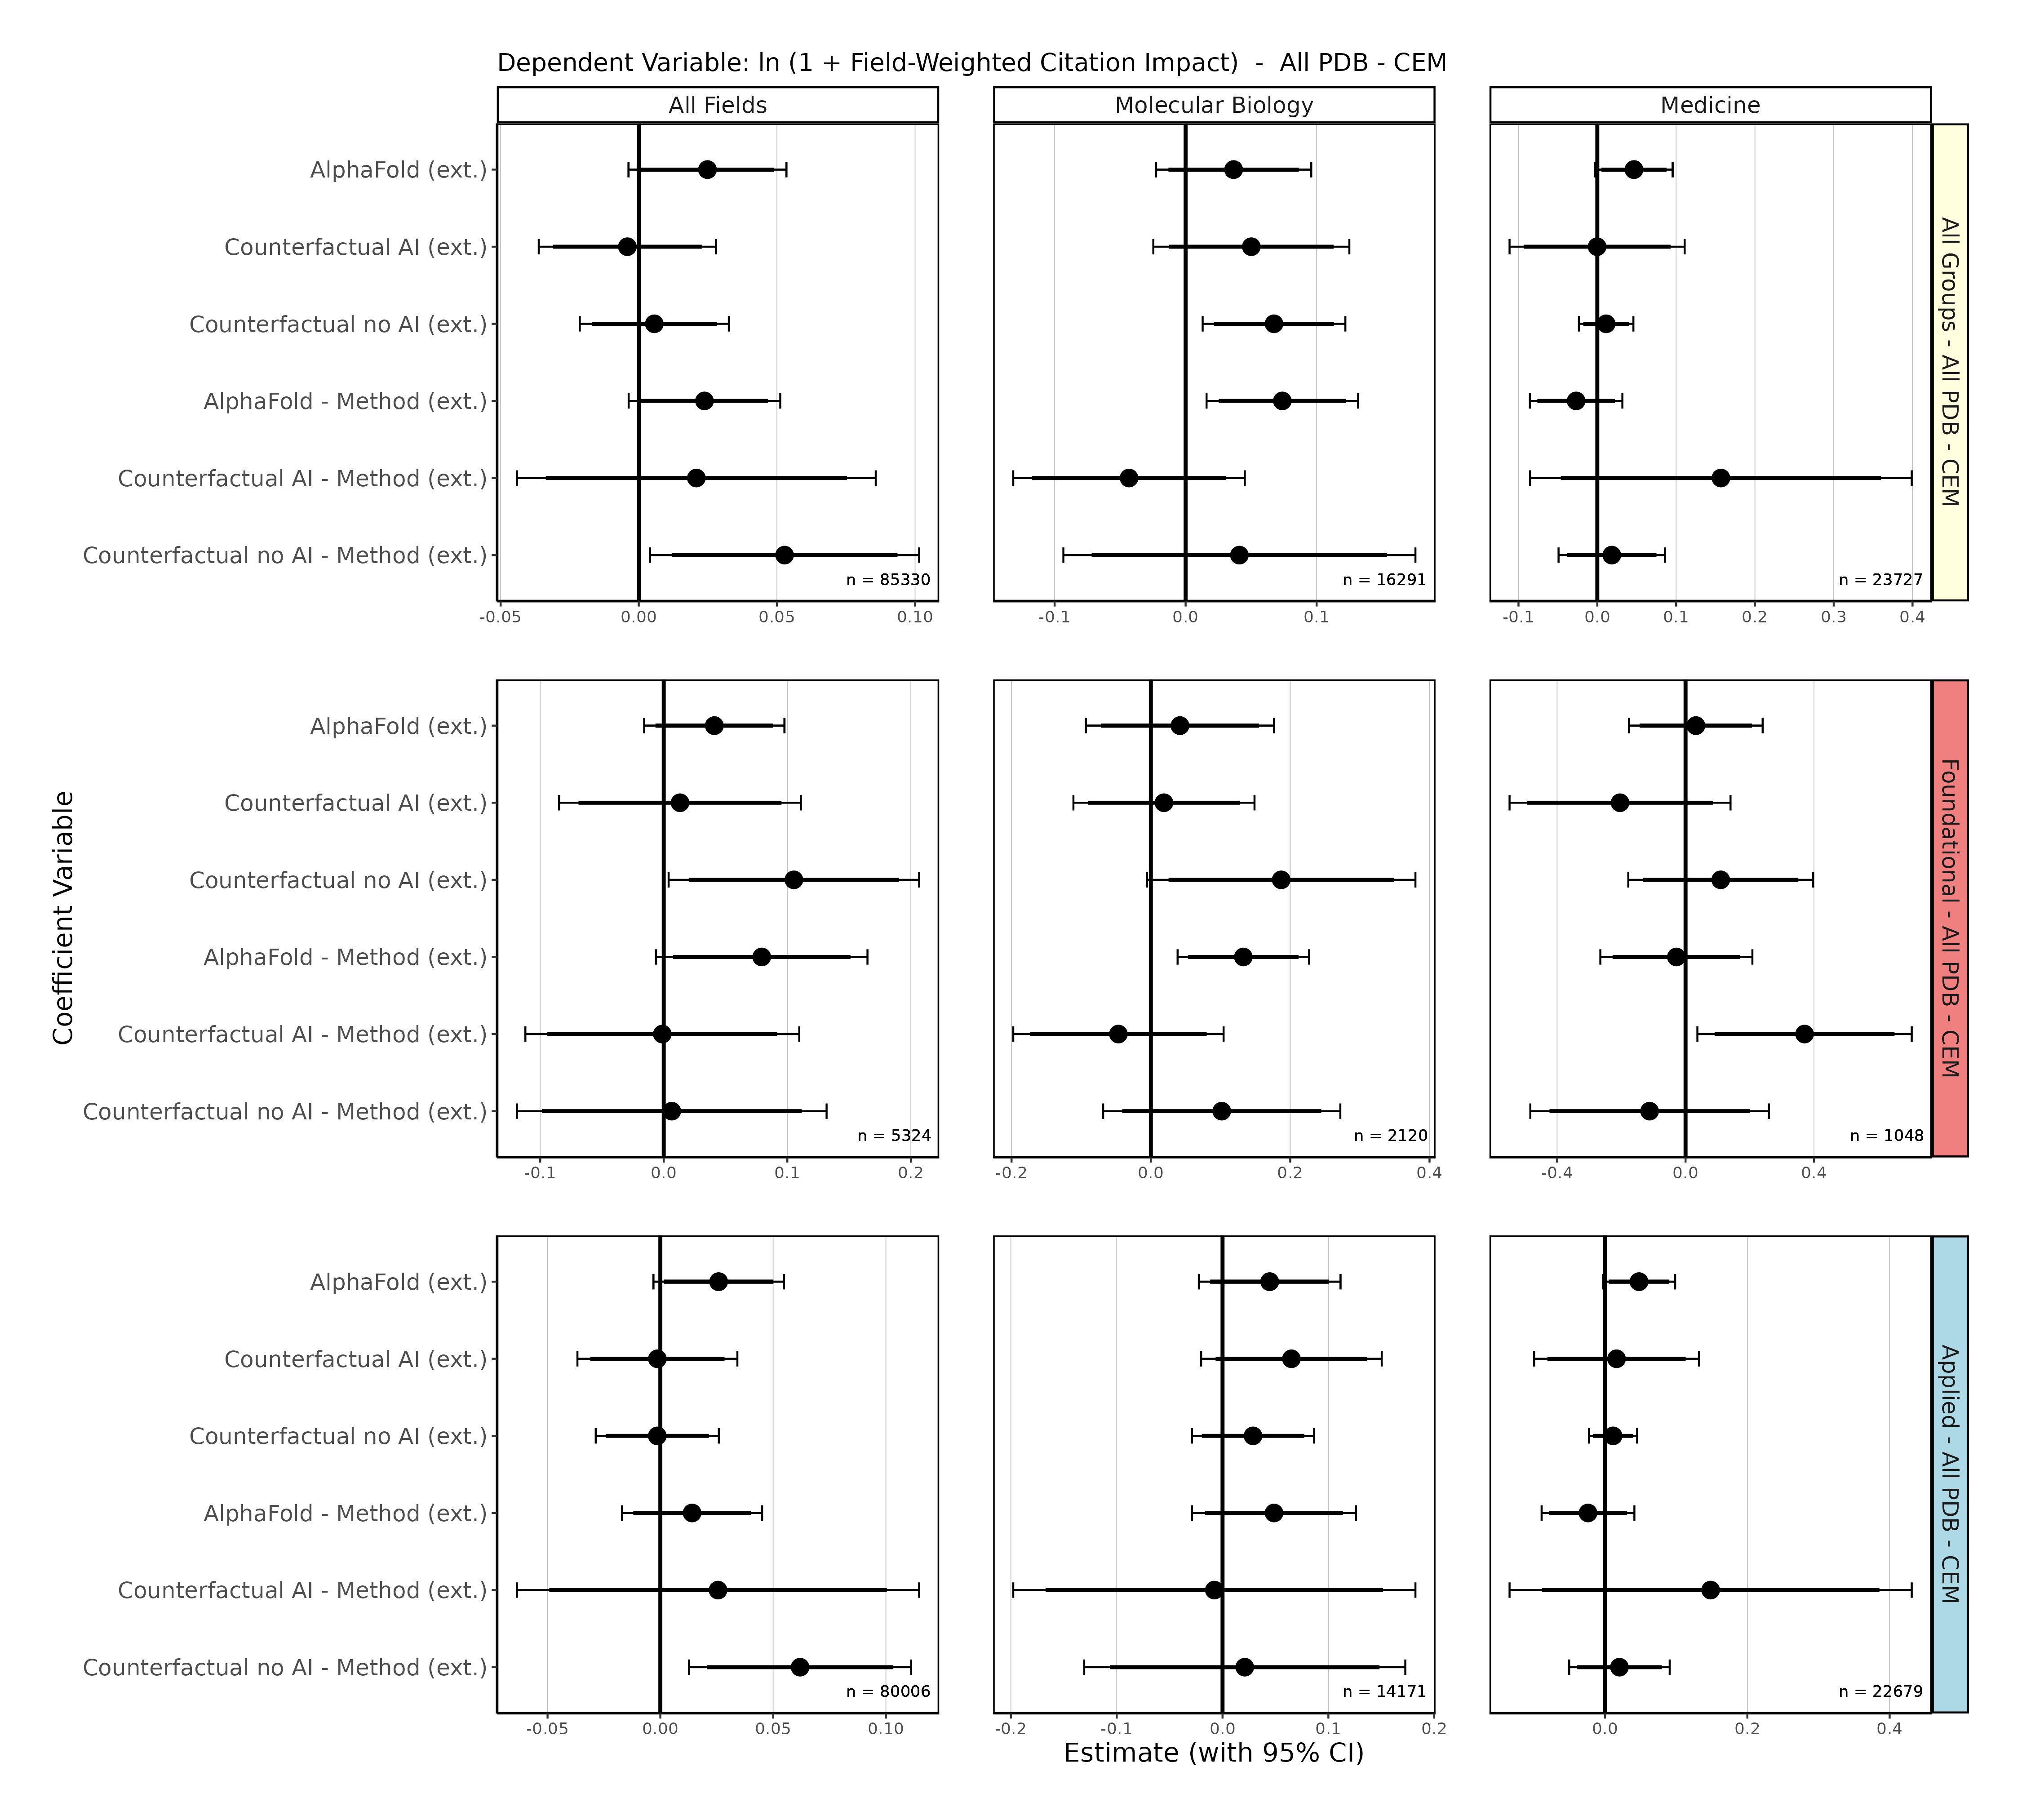 Dependent Variable: ln (1 + Field-Weighted Citation Impact)  -  All PDB - CEM
All Fields
Molecular Biology
Medicine
AlphaFold (ext.)
Counterfactual AI (ext.)
Counterfactual no AI (ext.)
AlphaFold - Method (ext.)
Counterfactual AI - Method (ext.)
Counterfactual no AI - Method (ext.)
n = 85330
n = 16291
n = 23727
-0.05 0.00 0.05 0.10
-0.1 0.0 0.1
-0.1 0.0 0.1 0.2 0.3 0.4
All Groups - All PDB - CEM
Coefficient Variable
AlphaFold (ext.)
Counterfactual AI (ext.)
Counterfactual no AI (ext.)
AlphaFold - Method (ext.)
Counterfactual AI - Method (ext.)
Counterfactual no AI - Method (ext.)
n = 5324
n = 2120
n = 1048
-0.1 0.0 0.1 0.2
-0.2 0.0 0.2 0.4
-0.4 0.0 0.4
Foundational - All PDB - CEM
AlphaFold (ext.)
Counterfactual AI (ext.)
Counterfactual no AI (ext.)
AlphaFold - Method (ext.)
Counterfactual AI - Method (ext.)
Counterfactual no AI - Method (ext.)
n = 80006
n = 14171
n = 22679
-0.05 0.00 0.05 0.10
-0.2 -0.1 0.0 0.1 0.2
0.0 0.2 0.4
Applied - All PDB - CEM
Estimate (with 95% CI)